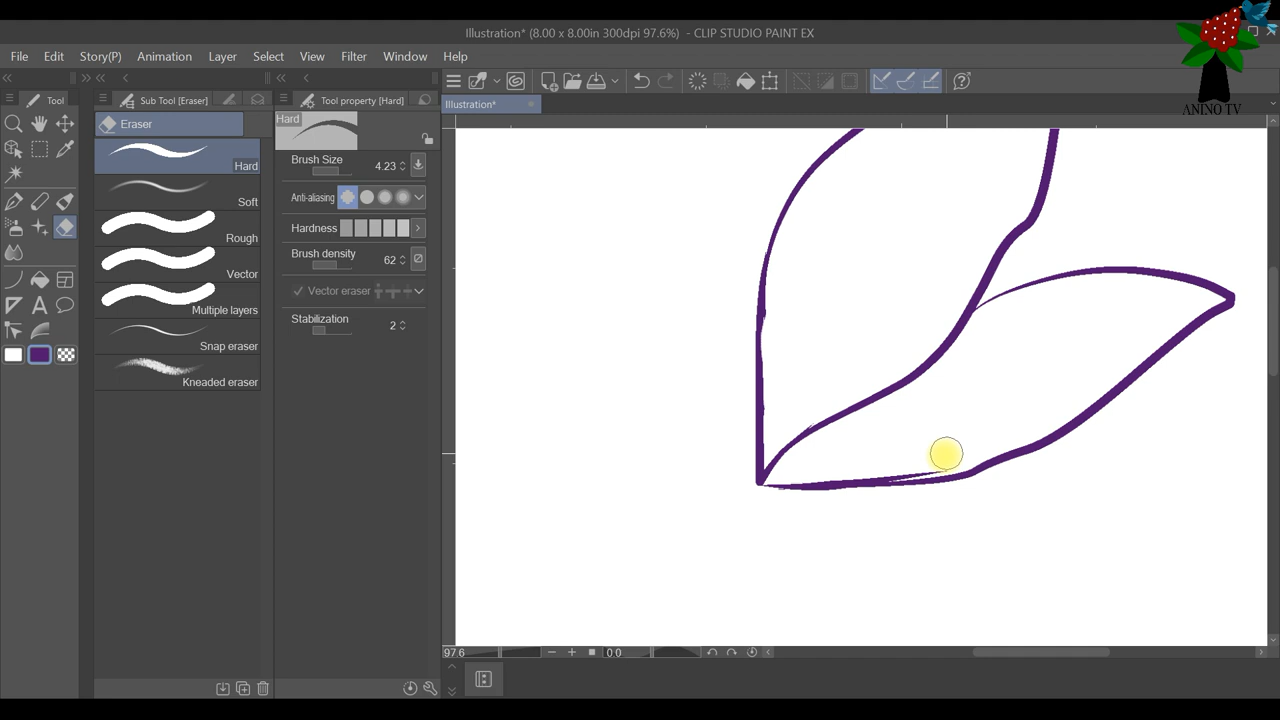 Illustration* (8.00 x 8.00in 300dpi 97.6%) - CLIP STUDIO PAINT EX
File Edit Story(P) Animation Layer Select View Filter Window Help
ANINO TV
Tool
Sub Tool [Eraser]
Tool property [Hard]
Illustration*
Eraser
Hard
Soft
Rough
Vector
Multiple layers
Snap eraser
Kneaded eraser
Hard
Brush Size 4.23
Anti-aliasing
Hardness
Brush density 62
Vector eraser
Stabilization 2
97.6
0.0